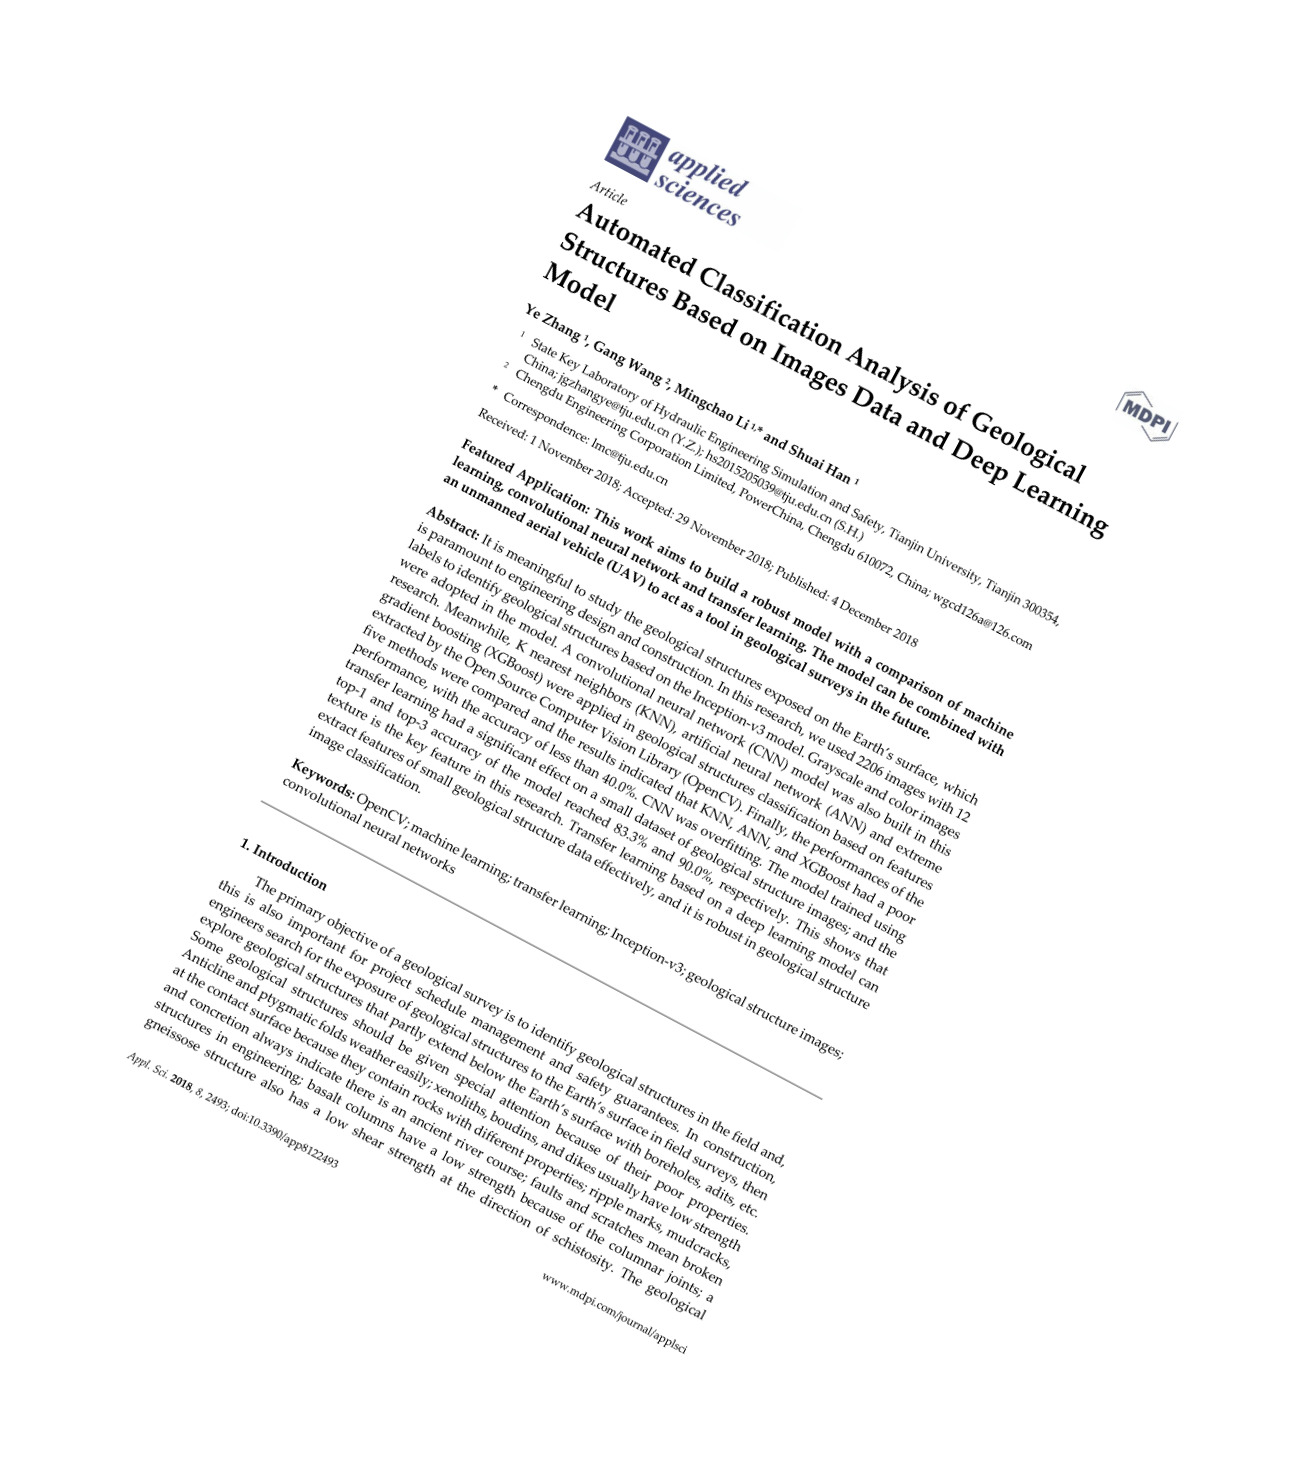 applied
sciences
MDPI
Article
Automated Classification Analysis of Geological
Structures Based on Images Data and Deep Learning
Model
Ye Zhang 1, Gang Wang 2, Mingchao Li 1,* and Shuai Han 1
1 State Key Laboratory of Hydraulic Engineering Simulation and Safety, Tianjin University, Tianjin 300354,
China; jgzhangye@tju.edu.cn (Y.Z.); hs2015205039@tju.edu.cn (S.H.)
2 Chengdu Engineering Corporation Limited, PowerChina, Chengdu 610072, China; wgcd126a@126.com
* Correspondence: lmc@tju.edu.cn
Received: 1 November 2018; Accepted: 29 November 2018; Published: 4 December 2018
Featured Application: This work aims to build a robust model with a comparison of machine
learning, convolutional neural network and transfer learning. The model can be combined with
an unmanned aerial vehicle (UAV) to act as a tool in geological surveys in the future.
Abstract: It is meaningful to study the geological structures exposed on the Earth's surface, which
is paramount to engineering design and construction. In this research, we used 2206 images with 12
labels to identify geological structures based on the Inception-v3 model. Grayscale and color images
were adopted in the model. A convolutional neural network (CNN) model was also built in this
research. Meanwhile, K nearest neighbors (KNN), artificial neural network (ANN) and extreme
gradient boosting (XGBoost) were applied in geological structures classification based on features
extracted by the Open Source Computer Vision Library (OpenCV). Finally, the performances of the
five methods were compared and the results indicated that KNN, ANN, and XGBoost had a poor
performance, with the accuracy of less than 40.0%. CNN was overfitting. The model trained using
transfer learning had a significant effect on a small dataset of geological structure images; and the
top-1 and top-3 accuracy of the model reached 83.3% and 90.0%, respectively. This shows that
texture is the key feature in this research. Transfer learning based on a deep learning model can
extract features of small geological structure data effectively, and it is robust in geological structure
image classification.
Keywords: OpenCV; machine learning; transfer learning; Inception-v3; geological structure images;
convolutional neural networks
1. Introduction
The primary objective of a geological survey is to identify geological structures in the field and,
this is also important for project schedule management and safety guarantees. In construction,
engineers search for the exposure of geological structures to the Earth's surface in field surveys, then
explore geological structures that partly extend below the Earth's surface with boreholes, adits, etc.
Some geological structures should be given special attention because of their poor properties.
Anticline and ptygmatic folds weather easily; xenoliths, boudins, and dikes usually have low strength
at the contact surface because they contain rocks with different properties; ripple marks, mudcracks,
and concretion always indicate there is an ancient river course; faults and scratches mean broken
structures in engineering; basalt columns have a low strength because of the columnar joints; a
gneissose structure also has a low shear strength at the direction of schistosity. The geological
Appl. Sci. 2018, 8, 2493; doi:10.3390/app8122493
www.mdpi.com/journal/applsci